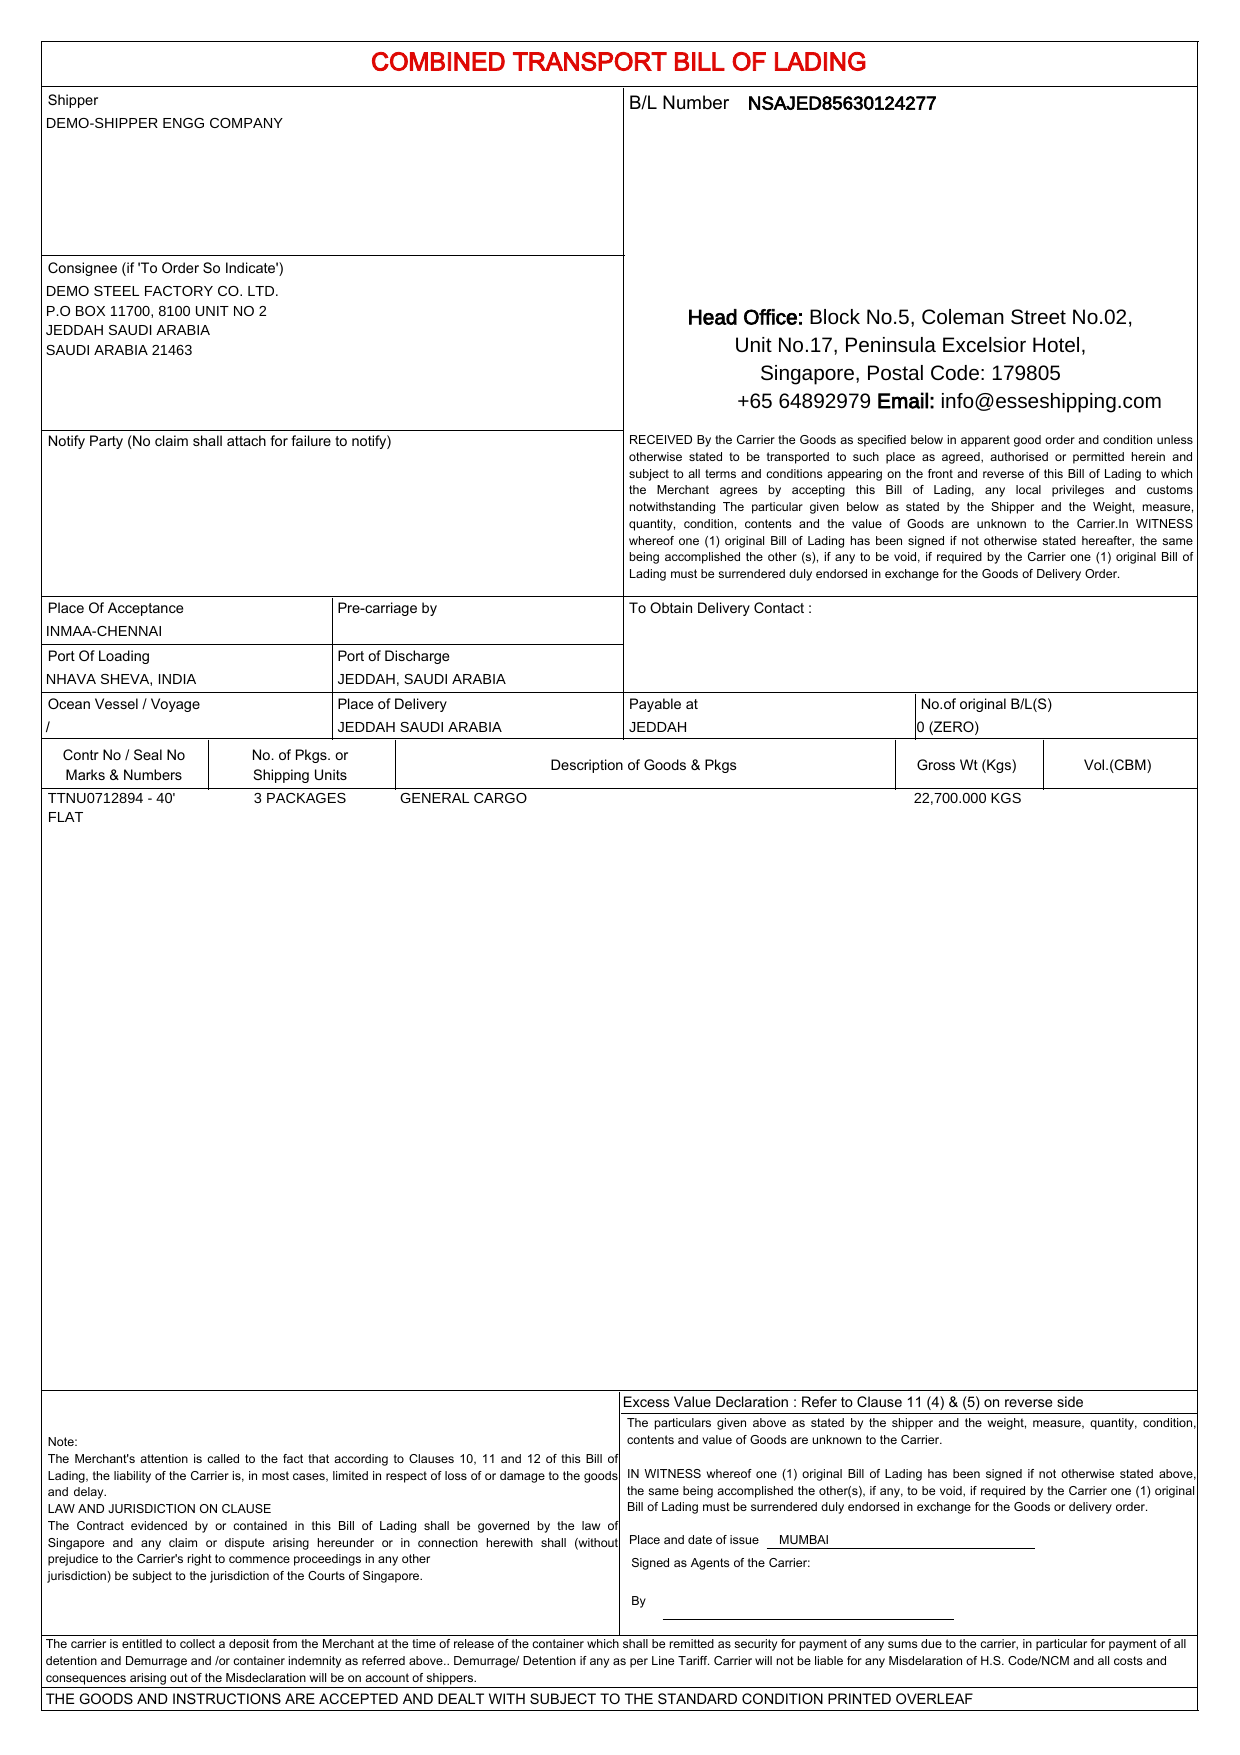 COMBINED TRANSPORT BILL OF LADING
Shipper
DEMO-SHIPPER ENGG COMPANY
B/L Number NSAJED85630124277
Consignee (if 'To Order So Indicate')
DEMO STEEL FACTORY CO. LTD.
P.O BOX 11700, 8100 UNIT NO 2
JEDDAH SAUDI ARABIA
SAUDI ARABIA 21463
Head Office: Block No.5, Coleman Street No.02,
Unit No.17, Peninsula Excelsior Hotel,
Singapore, Postal Code: 179805
+65 64892979 Email: info@esseshipping.com
Notify Party (No claim shall attach for failure to notify)
RECEIVED By the Carrier the Goods as specified below in apparent good order and condition unless
otherwise stated to be transported to such place as agreed, authorised or permitted herein and
subject to all terms and conditions appearing on the front and reverse of this Bill of Lading to which
the Merchant agrees by accepting this Bill of Lading, any local privileges and customs
notwithstanding The particular given below as stated by the Shipper and the Weight, measure,
quantity, condition, contents and the value of Goods are unknown to the Carrier.In WITNESS
whereof one (1) original Bill of Lading has been signed if not otherwise stated hereafter, the same
being accomplished the other (s), if any to be void, if required by the Carrier one (1) original Bill of
Lading must be surrendered duly endorsed in exchange for the Goods of Delivery Order.
Place Of Acceptance
INMAA-CHENNAI
Pre-carriage by
To Obtain Delivery Contact :
Port Of Loading
NHAVA SHEVA, INDIA
Port of Discharge
JEDDAH, SAUDI ARABIA
Ocean Vessel / Voyage
/
Place of Delivery
JEDDAH SAUDI ARABIA
Payable at
JEDDAH
No.of original B/L(S)
0 (ZERO)
Contr No / Seal No
Marks & Numbers
No. of Pkgs. or
Shipping Units
Description of Goods & Pkgs
Gross Wt (Kgs)
Vol.(CBM)
TTNU0712894 - 40'
FLAT
3 PACKAGES
GENERAL CARGO
22,700.000 KGS
Note:
The Merchant's attention is called to the fact that according to Clauses 10, 11 and 12 of this Bill of
Lading, the liability of the Carrier is, in most cases, limited in respect of loss of or damage to the goods
and delay.
LAW AND JURISDICTION ON CLAUSE
The Contract evidenced by or contained in this Bill of Lading shall be governed by the law of
Singapore and any claim or dispute arising hereunder or in connection herewith shall (without
prejudice to the Carrier's right to commence proceedings in any other
jurisdiction) be subject to the jurisdiction of the Courts of Singapore.
Excess Value Declaration : Refer to Clause 11 (4) & (5) on reverse side
The particulars given above as stated by the shipper and the weight, measure, quantity, condition,
contents and value of Goods are unknown to the Carrier.
IN WITNESS whereof one (1) original Bill of Lading has been signed if not otherwise stated above,
the same being accomplished the other(s), if any, to be void, if required by the Carrier one (1) original
Bill of Lading must be surrendered duly endorsed in exchange for the Goods or delivery order.
Place and date of issue MUMBAI
Signed as Agents of the Carrier:
By
The carrier is entitled to collect a deposit from the Merchant at the time of release of the container which shall be remitted as security for payment of any sums due to the carrier, in particular for payment of all
detention and Demurrage and /or container indemnity as referred above.. Demurrage/ Detention if any as per Line Tariff. Carrier will not be liable for any Misdelaration of H.S. Code/NCM and all costs and
consequences arising out of the Misdeclaration will be on account of shippers.
THE GOODS AND INSTRUCTIONS ARE ACCEPTED AND DEALT WITH SUBJECT TO THE STANDARD CONDITION PRINTED OVERLEAF